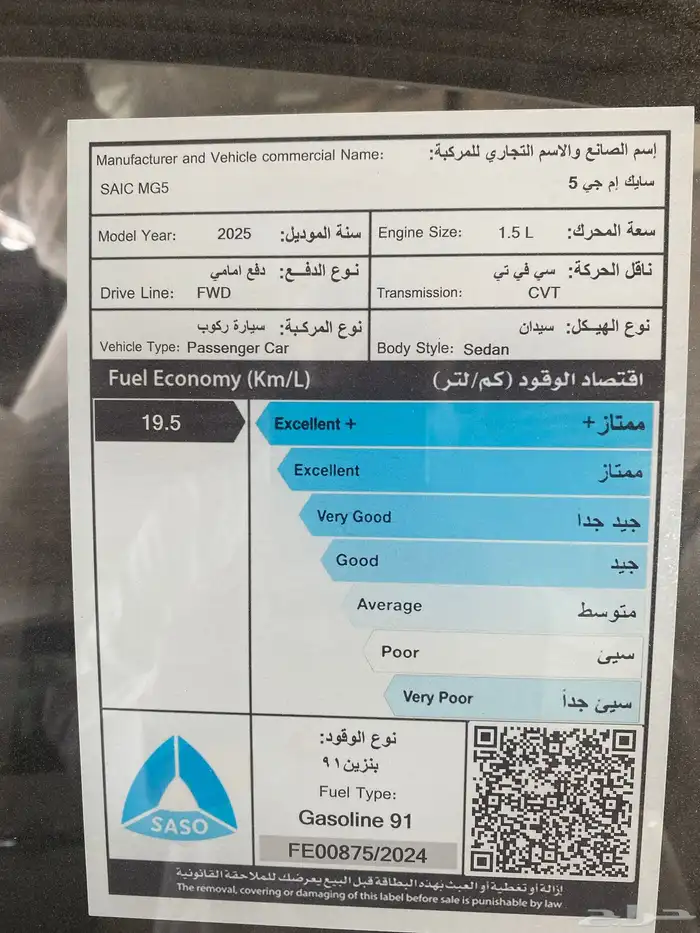 Manufacturer and Vehicle commercial Name: إسم الصانع والاسم التجاري للمركبة:
SAIC MG5 سايك إم جي 5
Model Year: 2025 سنة الموديل:
Engine Size: 1.5 L سعة المحرك:
نوع الدفع: دفع امامي
Drive Line: FWD
ناقل الحركة: سي في تي
Transmission: CVT
نوع المركبة: سيارة ركوب
Vehicle Type: Passenger Car
نوع الهيكل: سيدان
Body Style: Sedan
Fuel Economy (Km/L) اقتصاد الوقود (كم/لتر)
19.5
Excellent + ممتاز+
Excellent ممتاز
Very Good جيد جدا
Good جيد
Average متوسط
Poor سيئ
Very Poor سيئ جداً
SASO
نوع الوقود:
بنزين ٩١
Fuel Type:
Gasoline 91
FE00875/2024
إزالة أو تغطية أو العبث بهذه البطاقة قبل البيع يعرضك للملاحقة القانونية
The removal, covering or damaging of this label before sale is punishable by law
حراج